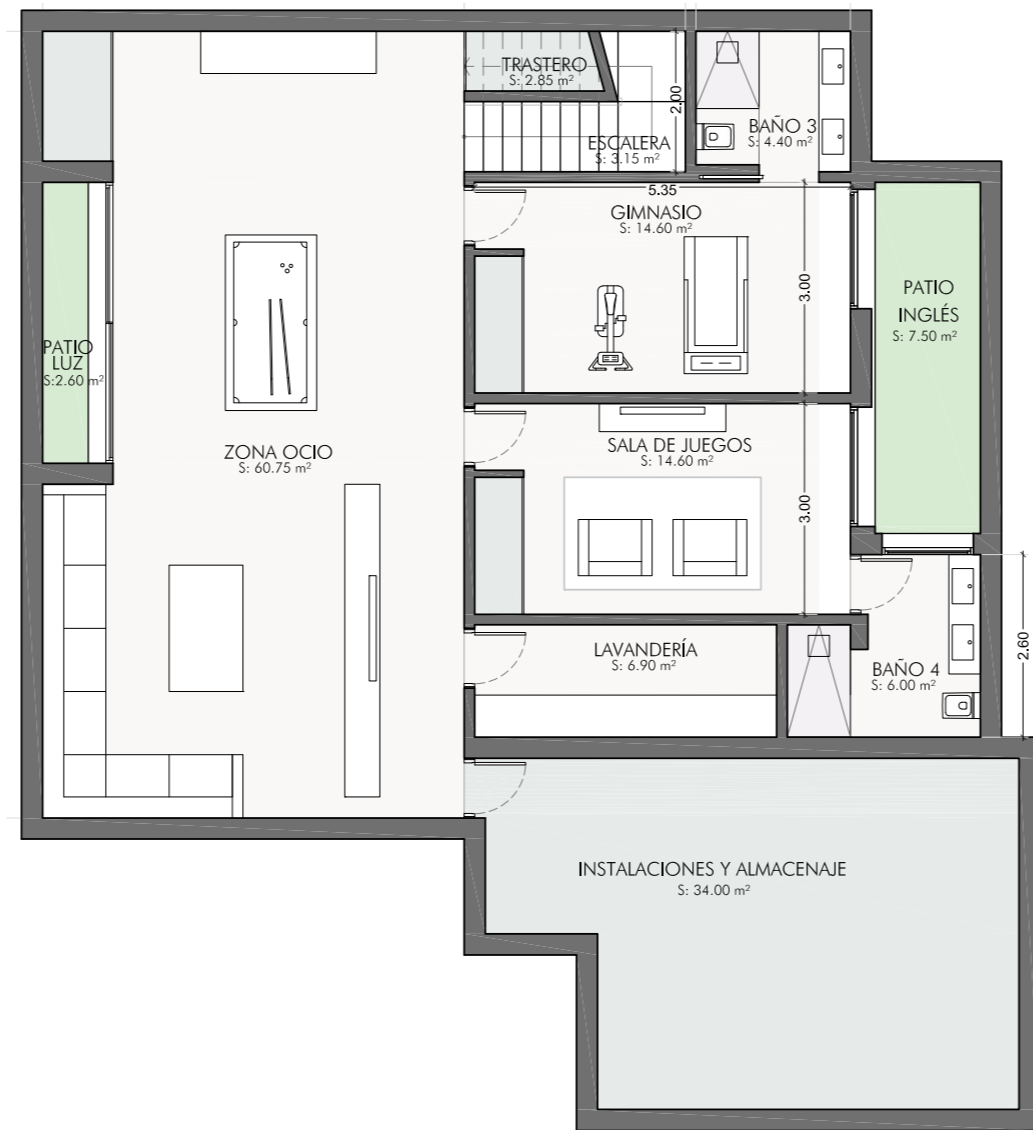 TRASTERO
S: 2.85 m²
2.00
ESCALERA
S: 3.15 m²
BAÑO 3
S: 4.40 m²
5.35
GIMNASIO
S: 14.60 m²
3.00
PATIO
INGLÉS
S: 7.50 m²
PATIO
LUZ
S:2.60 m²
ZONA OCIO
S: 60.75 m²
SALA DE JUEGOS
S: 14.60 m²
3.00
LAVANDERÍA
S: 6.90 m²
BAÑO 4
S: 6.00 m²
2.60
INSTALACIONES Y ALMACENAJE
S: 34.00 m²